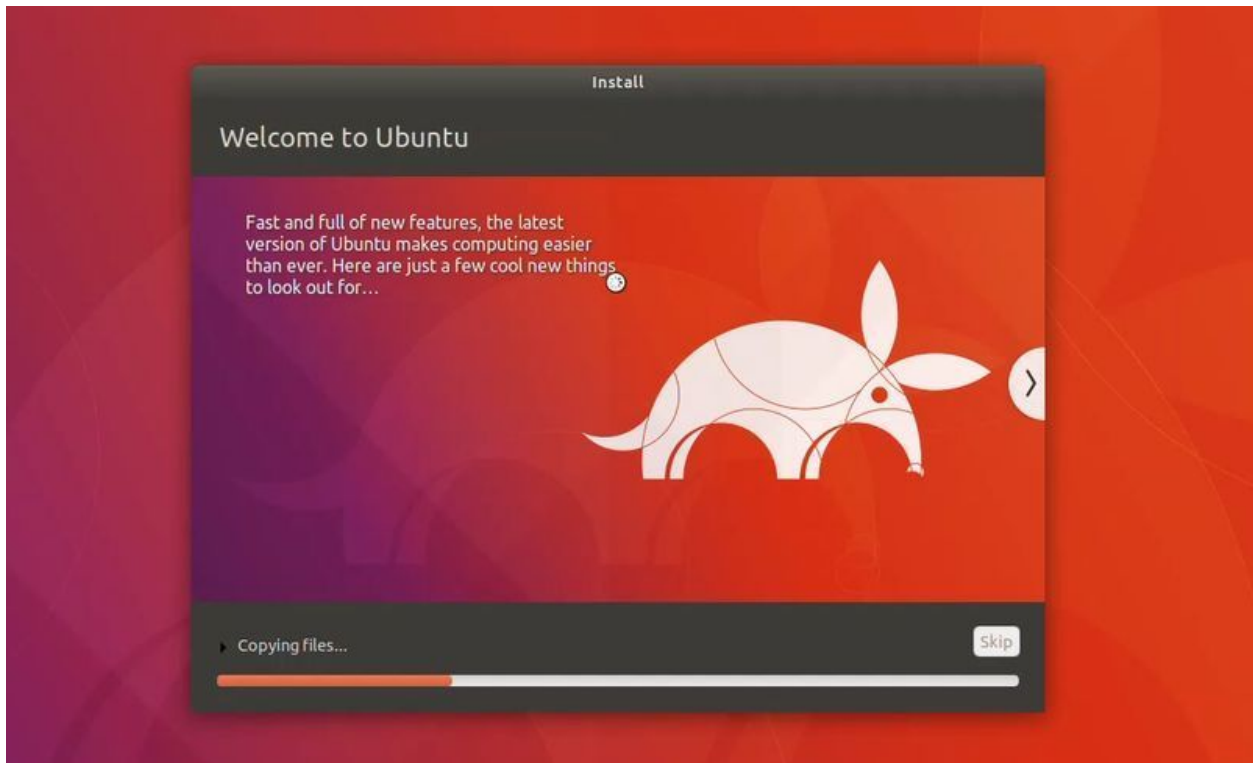 Install
Welcome to Ubuntu
Fast and full of new features, the latest
version of Ubuntu makes computing easier
than ever. Here are just a few cool new things
to look out for…
Copying files...
Skip